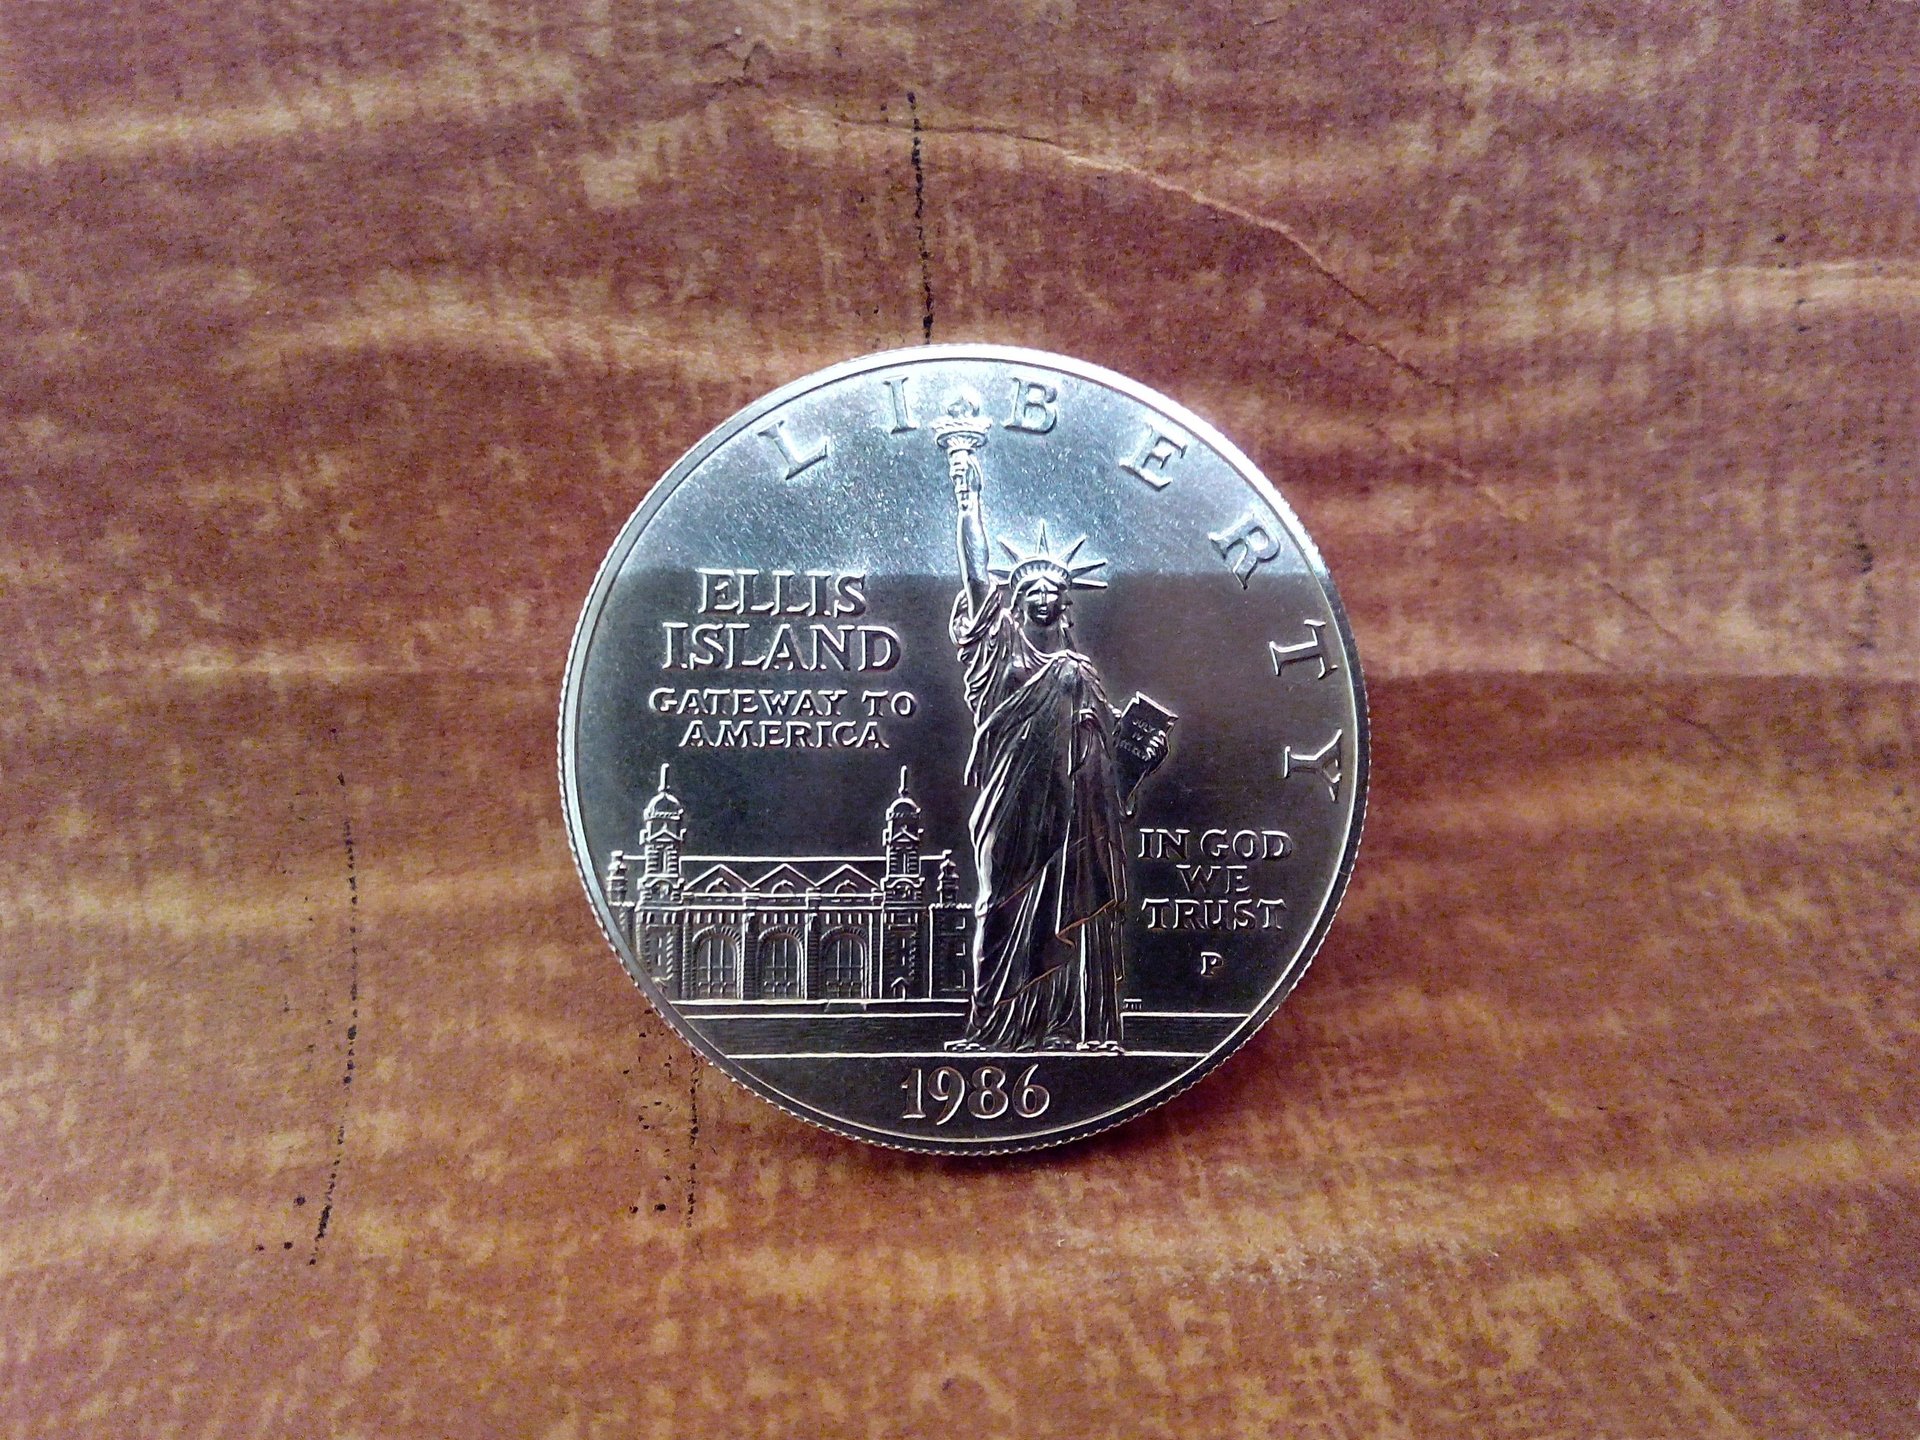 LIBERTY
ELLIS
ISLAND
GATEWAY TO
AMERICA
IN GOD
WE
TRUST
P
1986